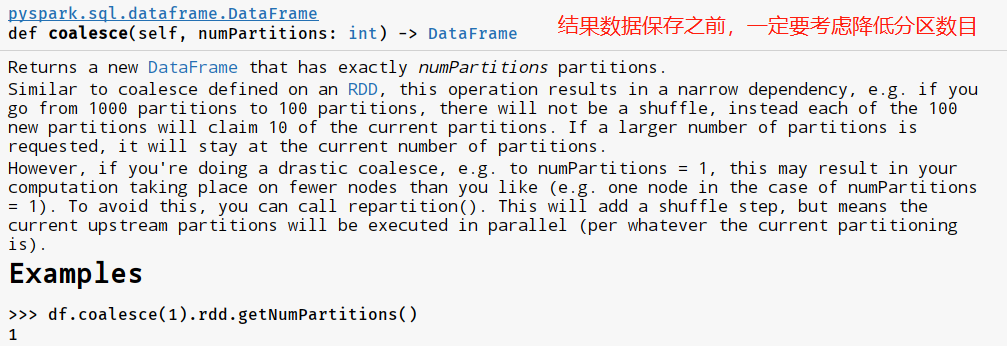 pyspark.sql.dataframe.DataFrame
def coalesce(self, numPartitions: int) -> DataFrame
结果数据保存之前，一定要考虑降低分区数目
Returns a new DataFrame that has exactly numPartitions partitions.
Similar to coalesce defined on an RDD, this operation results in a narrow dependency, e.g. if you
go from 1000 partitions to 100 partitions, there will not be a shuffle, instead each of the 100
new partitions will claim 10 of the current partitions. If a larger number of partitions is
requested, it will stay at the current number of partitions.
However, if you're doing a drastic coalesce, e.g. to numPartitions = 1, this may result in your
computation taking place on fewer nodes than you like (e.g. one node in the case of numPartitions
= 1). To avoid this, you can call repartition(). This will add a shuffle step, but means the
current upstream partitions will be executed in parallel (per whatever the current partitioning
is).
Examples
>>> df.coalesce(1).rdd.getNumPartitions()
1